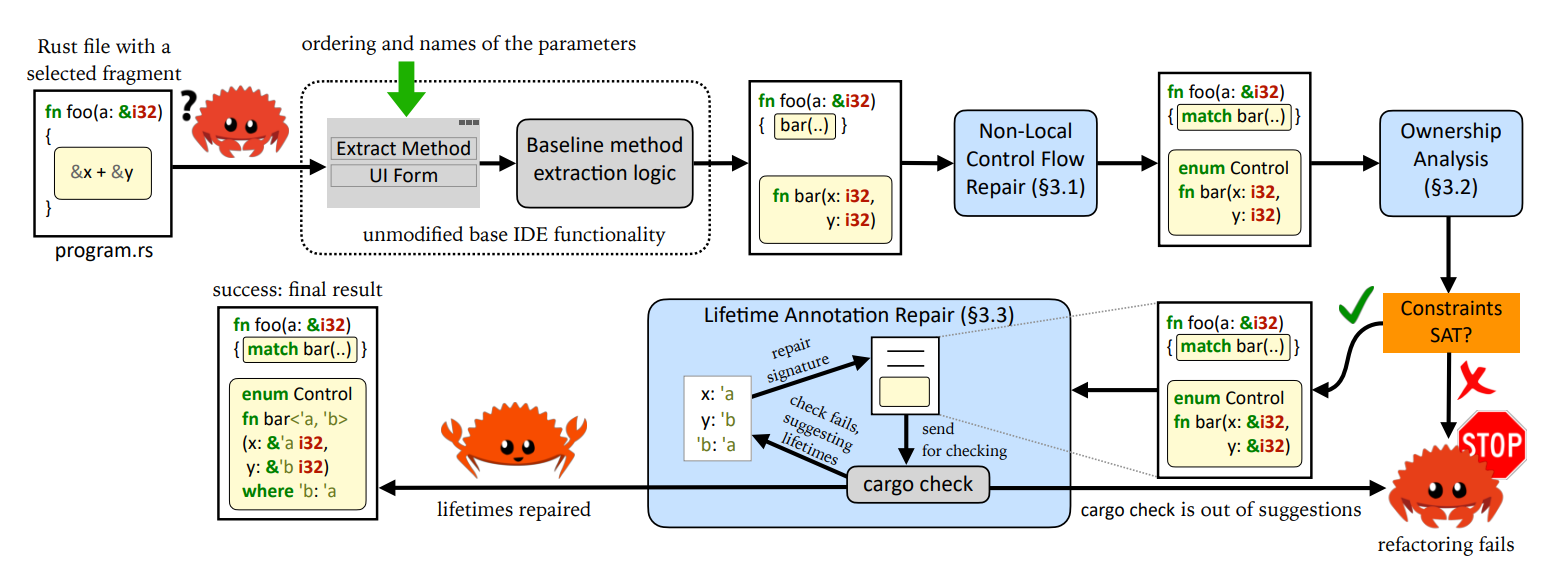 ordering and names of the parameters
Rust file with a
selected fragment
fn foo(a: &i32)
{
&x + &y
}
program.rs
?
Extract Method
UI Form
Baseline method
extraction logic
unmodified base IDE functionality
fn foo(a: &i32)
{ bar(..) }
fn bar(x: i32,
y: i32)
Non-Local
Control Flow
Repair (§3.1)
fn foo(a: &i32)
{ match bar(..) }
enum Control
fn bar(x: i32,
y: i32)
Ownership
Analysis
(§3.2)
Constraints
SAT?
STOP
refactoring fails
fn foo(a: &i32)
{ match bar(..) }
enum Control
fn bar(x: &i32,
y: &i32)
Lifetime Annotation Repair (§3.3)
repair
signature
x: 'a
y: 'b
'b: 'a
check fails,
suggesting
lifetimes
send
for checking
cargo check
cargo check is out of suggestions
lifetimes repaired
success: final result
fn foo(a: &i32)
{ match bar(..) }
enum Control
fn bar<'a, 'b>
(x: &'a i32,
y: &'b i32)
where 'b: 'a